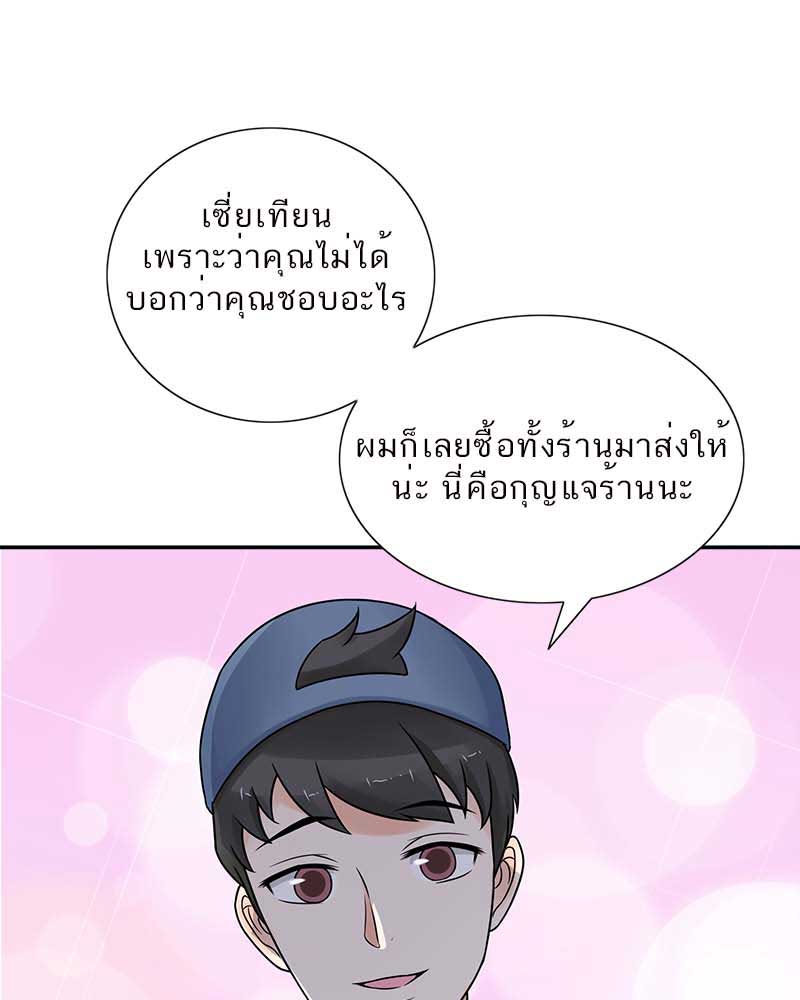 เซี่ยเทียน
เพราะว่าคุณไม่ได้
บอกว่าคุณชอบอะไร
ผมก็เลยซื้อทั้งร้านมาส่งให้
น่ะ นี่คือกุญแจร้านนะ